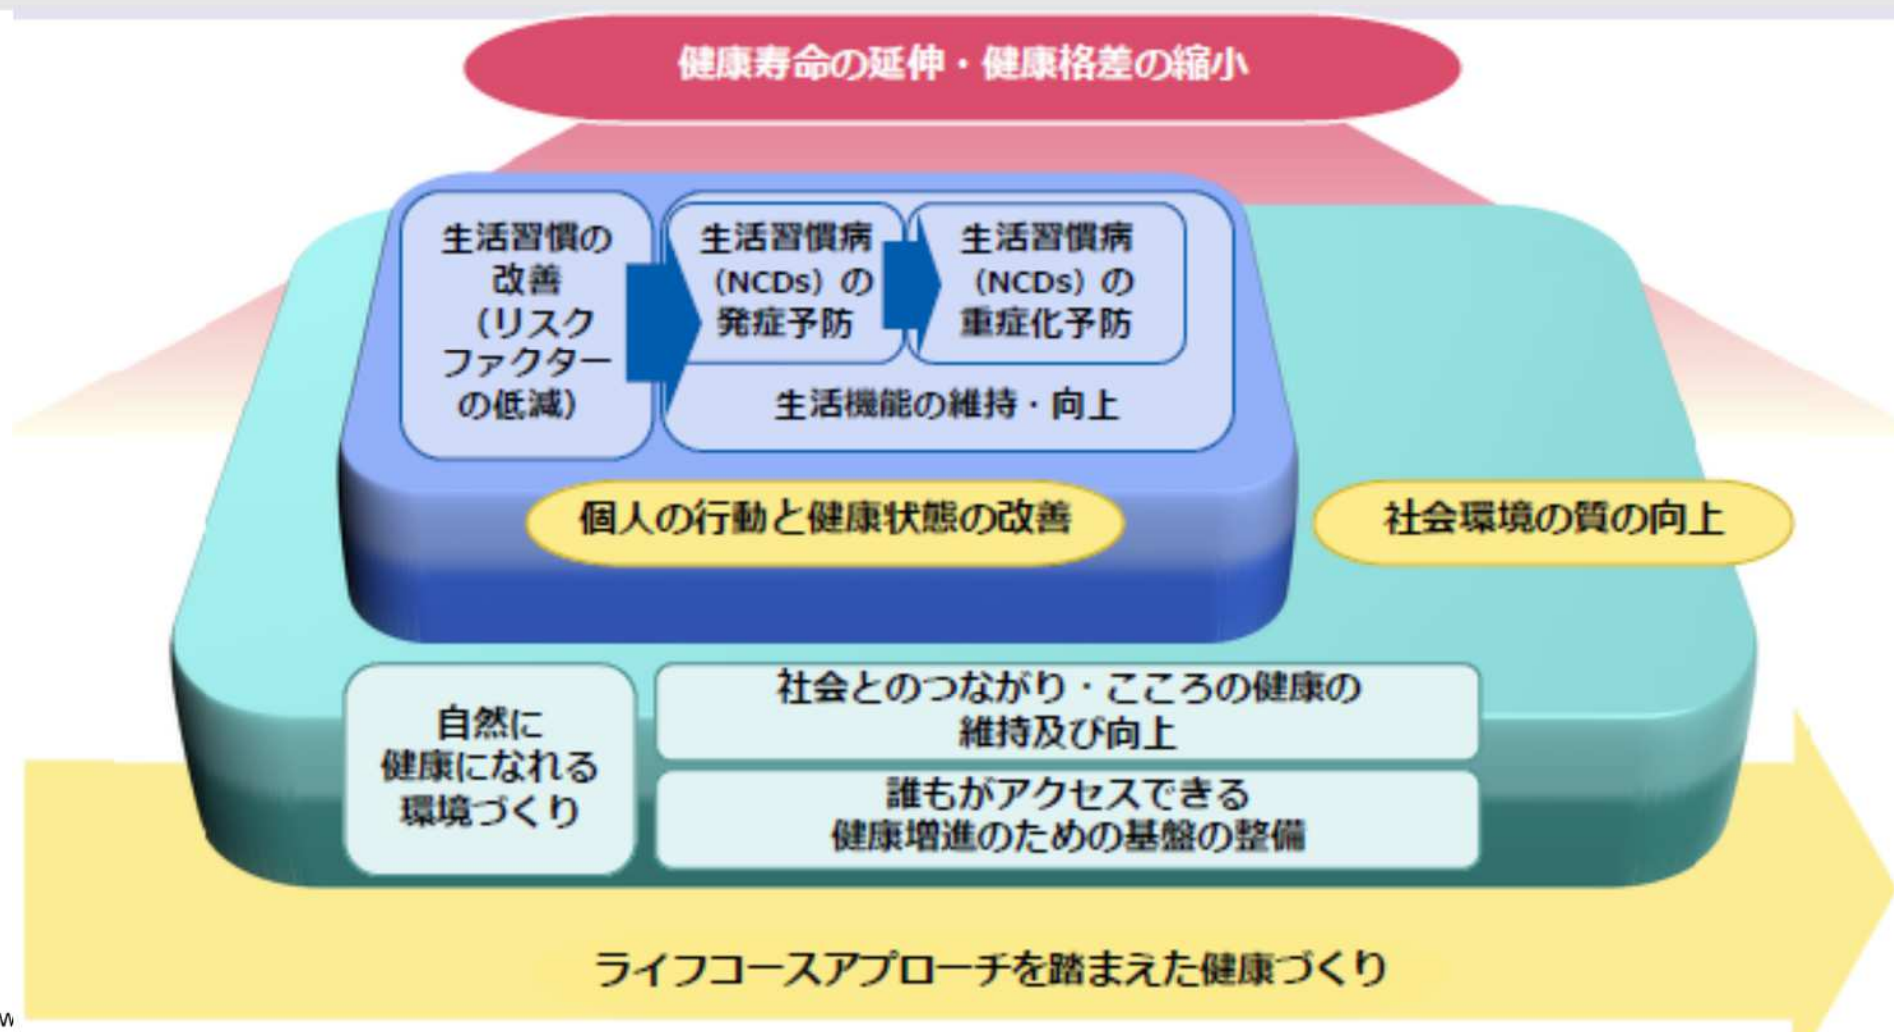 健康寿命の延伸・健康格差の縮小
生活習慣の
改善
（リスク
ファクター
の低減）
生活習慣病
（NCDs）の
発症予防
生活習慣病
（NCDs）の
重症化予防
生活機能の維持・向上
個人の行動と健康状態の改善
社会環境の質の向上
自然に
健康になれる
環境づくり
社会とのつながり・こころの健康の
維持及び向上
誰もがアクセスできる
健康増進のための基盤の整備
ライフコースアプローチを踏まえた健康づくり
w